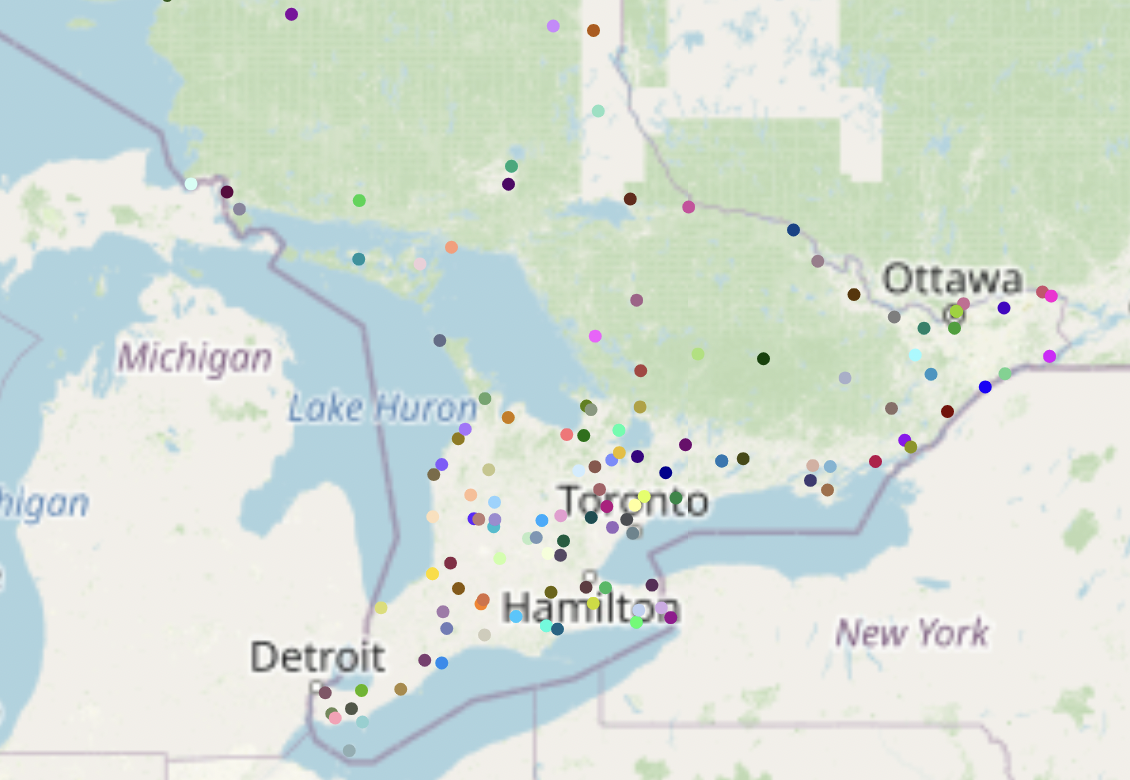 Ottawa
Michigan
Lake Huron
higan
Toronto
Hamilton
New York
Detroit